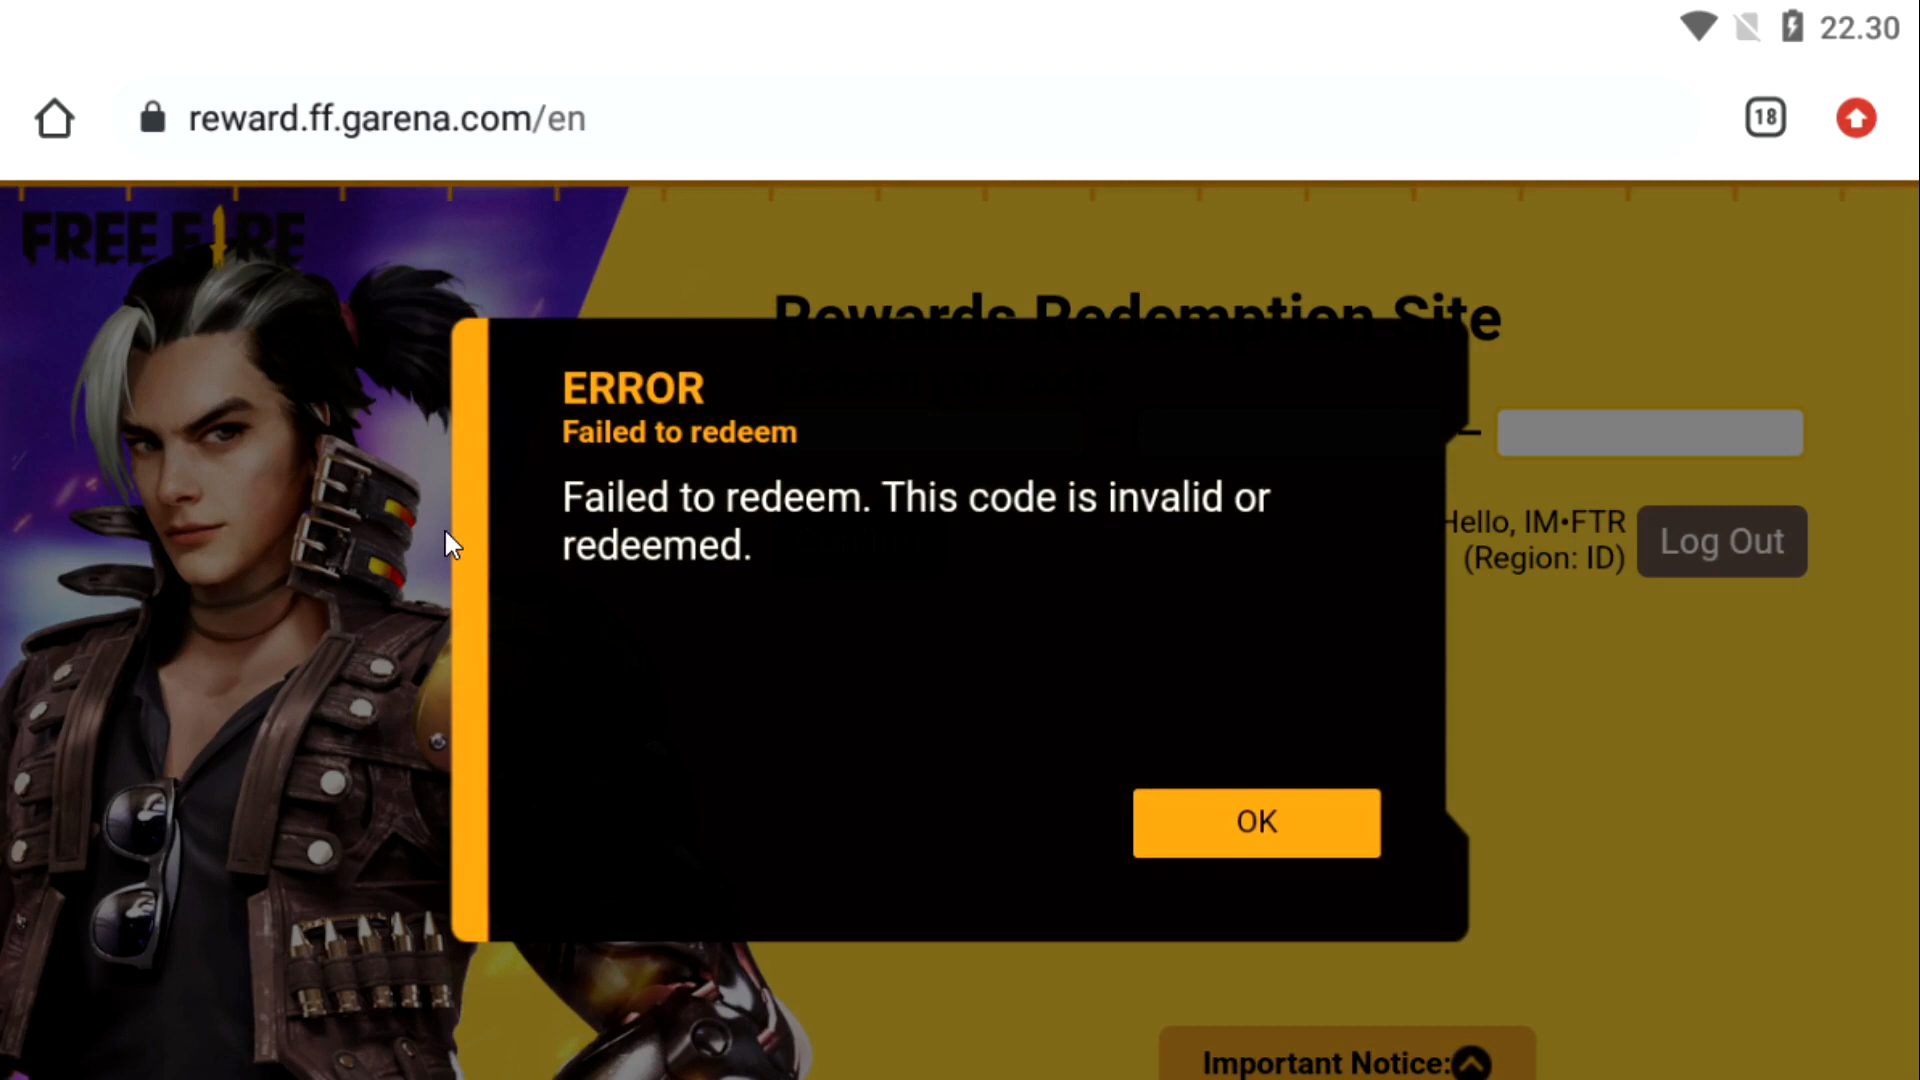 22.30
reward.ff.garena.com/en
18
FREE FIRE
Rewards Redemption Site
ERROR
Failed to redeem
Failed to redeem. This code is invalid or
redeemed.
Hello, IM•FTR
(Region: ID)
Log Out
OK
Important Notice: